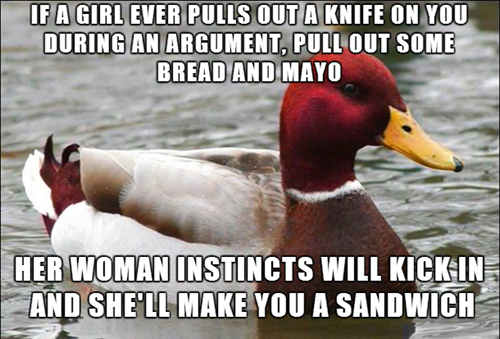 IF A GIRL EVER PULLS OUT A KNIFE ON YOU
DURING AN ARGUMENT, PULL OUT SOME
BREAD AND MAYO
HER WOMAN INSTINCTS WILL KICK IN
AND SHE'LL MAKE YOU A SANDWICH